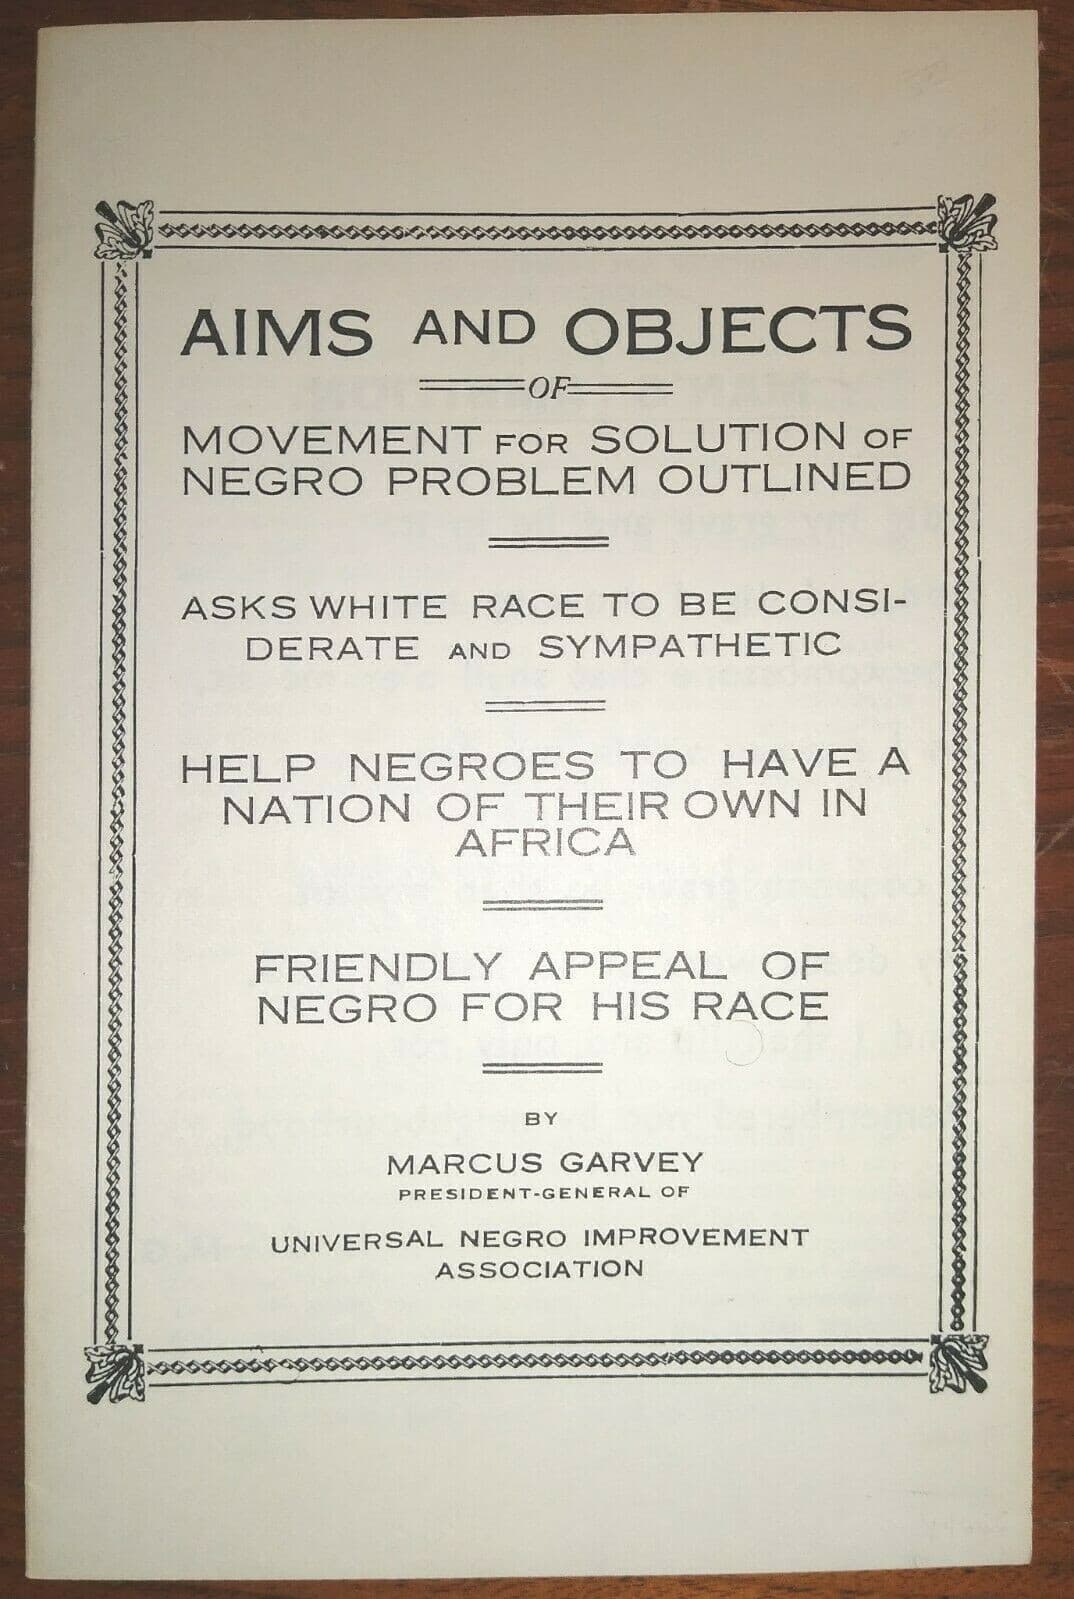 AIMS AND OBJECTS
OF
MOVEMENT FOR SOLUTION OF
NEGRO PROBLEM OUTLINED
ASKS WHITE RACE TO BE CONSI-
DERATE AND SYMPATHETIC
HELP NEGROES TO HAVE A
NATION OF THEIR OWN IN
AFRICA
FRIENDLY APPEAL OF
NEGRO FOR HIS RACE
BY
MARCUS GARVEY
PRESIDENT-GENERAL OF
UNIVERSAL NEGRO IMPROVEMENT
ASSOCIATION